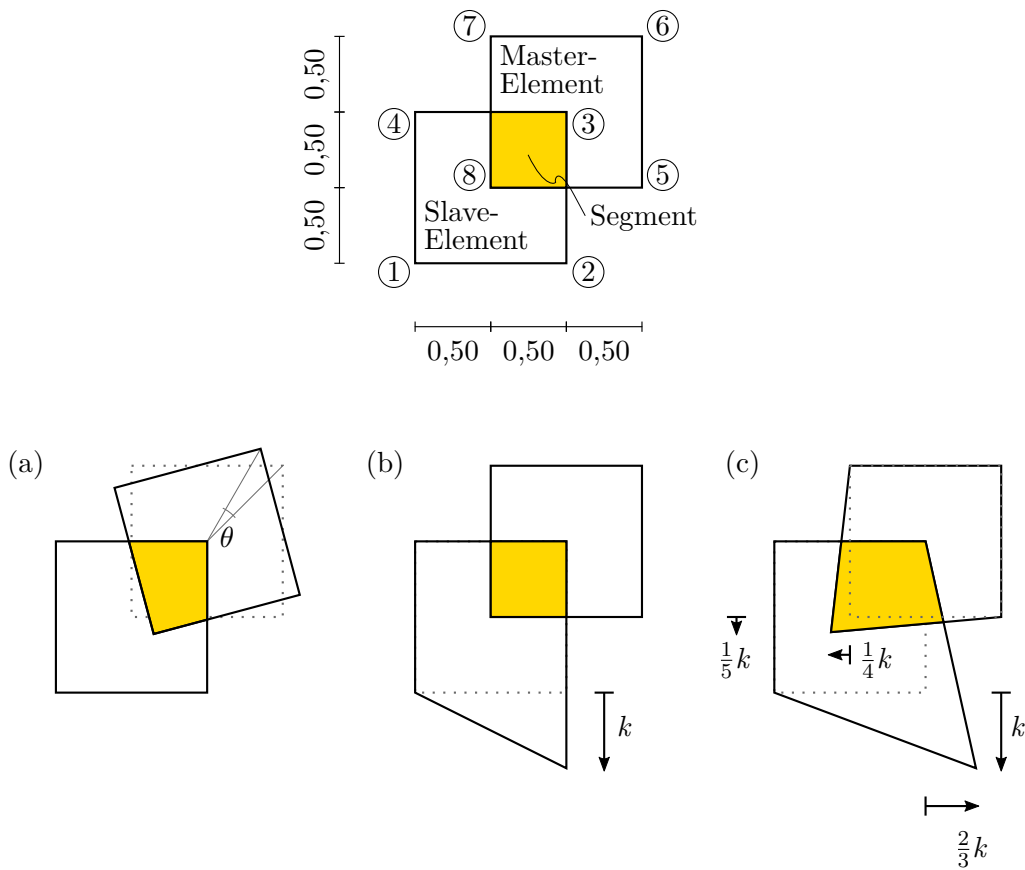 ⑦
⑥
Master-
Element
0,50
④
③
0,50
⑧
⑤
Slave-
Element
Segment
0,50
①
②
0,50
0,50
0,50
(a)
(b)
(c)
θ
1/5 k
1/4 k
k
k
2/3 k